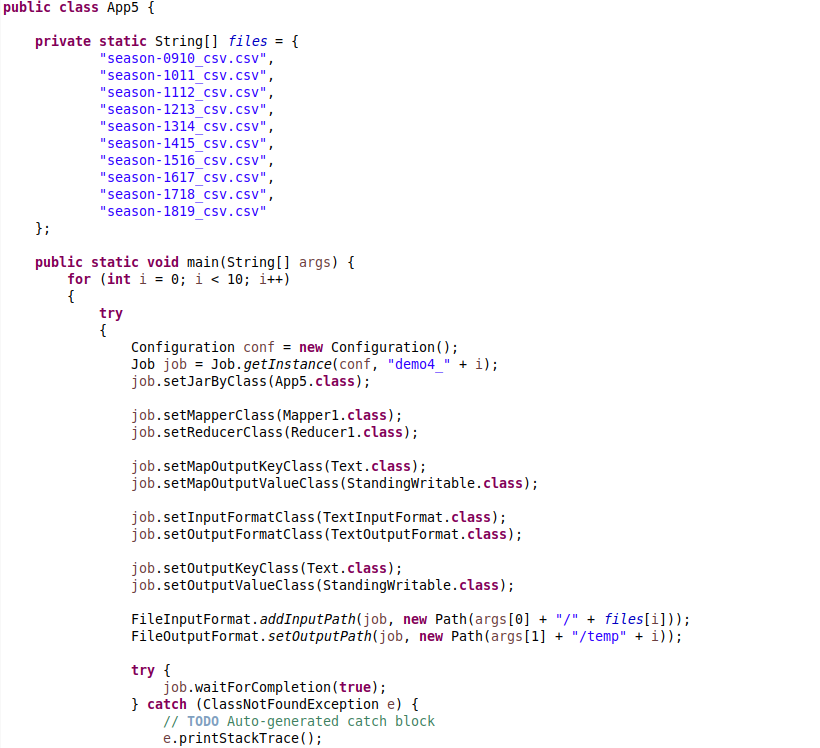 public class App5 {
private static String[] files = {
"season-0910_csv.csv",
"season-1011_csv.csv",
"season-1112_csv.csv",
"season-1213_csv.csv",
"season-1314_csv.csv",
"season-1415_csv.csv",
"season-1516_csv.csv",
"season-1617_csv.csv",
"season-1718_csv.csv",
"season-1819_csv.csv"
};
public static void main(String[] args) {
for (int i = 0; i < 10; i++)
{
try
{
Configuration conf = new Configuration();
Job job = Job.getInstance(conf, "demo4_" + i);
job.setJarByClass(App5.class);
job.setMapperClass(Mapper1.class);
job.setReducerClass(Reducer1.class);
job.setMapOutputKeyClass(Text.class);
job.setMapOutputValueClass(StandingWritable.class);
job.setInputFormatClass(TextInputFormat.class);
job.setOutputFormatClass(TextOutputFormat.class);
job.setOutputKeyClass(Text.class);
job.setOutputValueClass(StandingWritable.class);
FileInputFormat.addInputPath(job, new Path(args[0] + "/" + files[i]));
FileOutputFormat.setOutputPath(job, new Path(args[1] + "/temp" + i));
try {
job.waitForCompletion(true);
} catch (ClassNotFoundException e) {
// TODO Auto-generated catch block
e.printStackTrace();